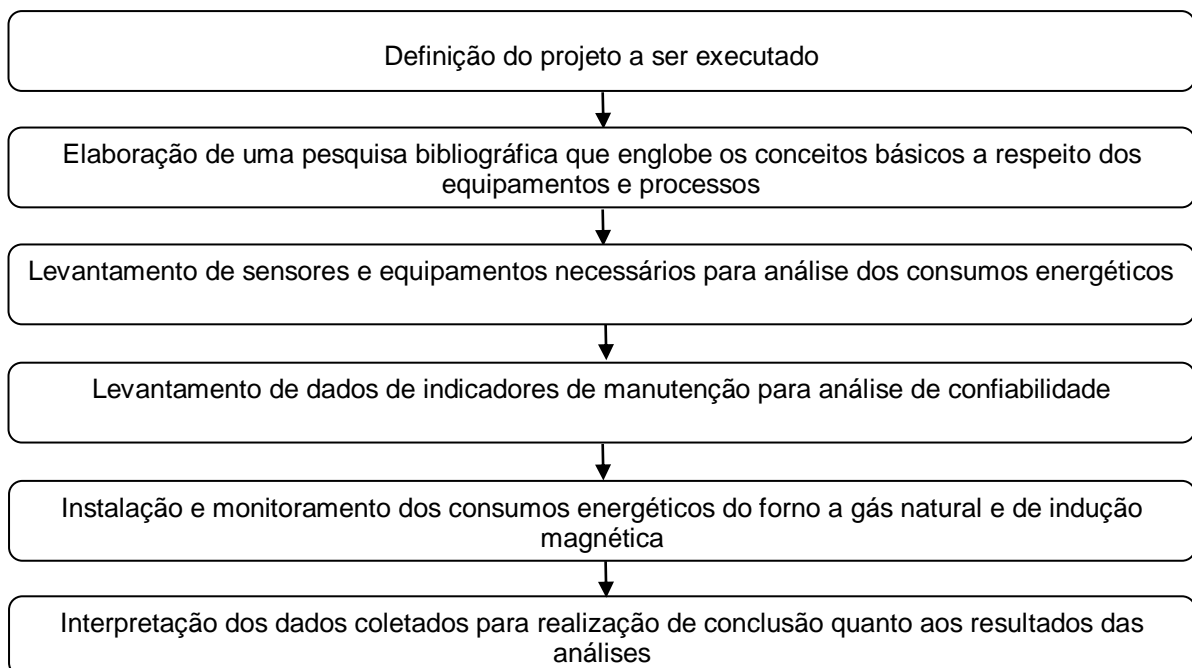 Definição do projeto a ser executado
Elaboração de uma pesquisa bibliográfica que englobe os conceitos básicos a respeito dos
equipamentos e processos
Levantamento de sensores e equipamentos necessários para análise dos consumos energéticos
Levantamento de dados de indicadores de manutenção para análise de confiabilidade
Instalação e monitoramento dos consumos energéticos do forno a gás natural e de indução
magnética
Interpretação dos dados coletados para realização de conclusão quanto aos resultados das
análises